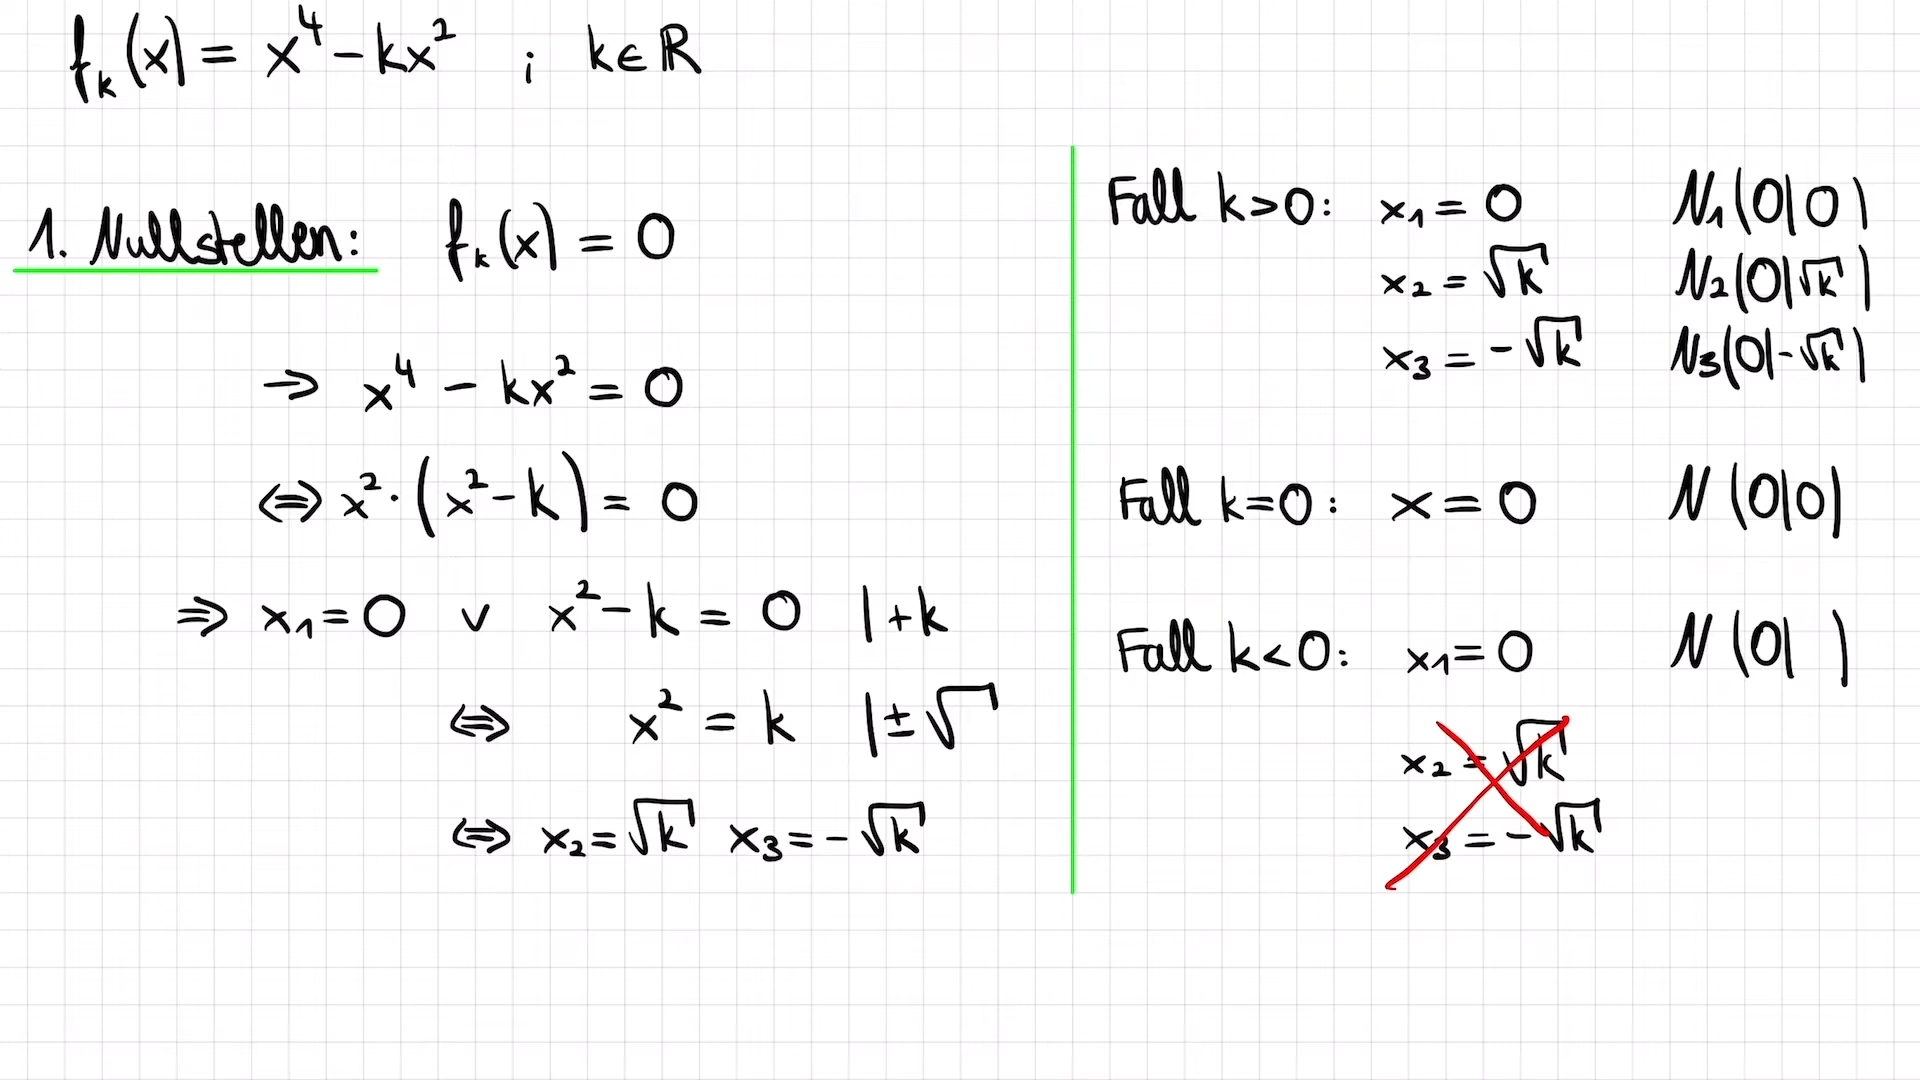 fₖ(x) = x⁴ - kx² ; k∈ℝ
1. Nullstellen: fₖ(x) = 0
→ x⁴ - kx² = 0
⇔ x² · (x² - k) = 0
⇒ x₁ = 0 ∨ x² - k = 0 | + k
⇔ x² = k | ± √
⇔ x₂ = √k x₃ = - √k
Fall k > 0: x₁ = 0 N₁(0|0)
x₂ = √k N₂(0|√k)
x₃ = - √k N₃(0|-√k)
Fall k = 0: x = 0 N(0|0)
Fall k < 0: x₁ = 0 N(0| )
x₂ = √k
x₃ = - √k